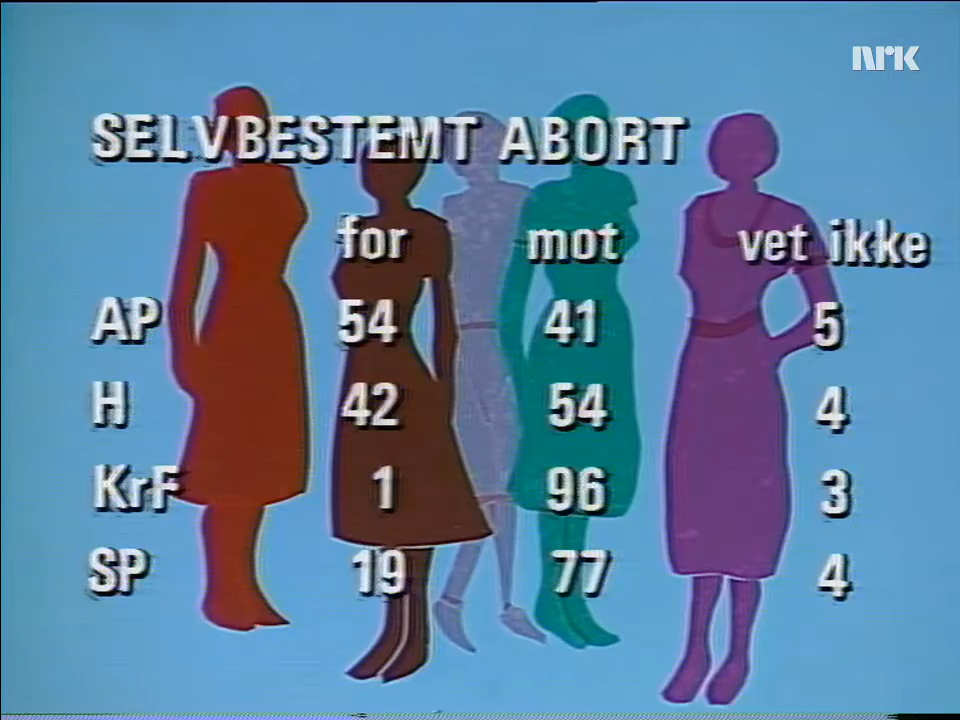 NRK
SELVBESTEMT ABORT
for mot vet ikke
AP 54 41 5
H 42 54 4
KrF 1 96 3
SP 19 77 4